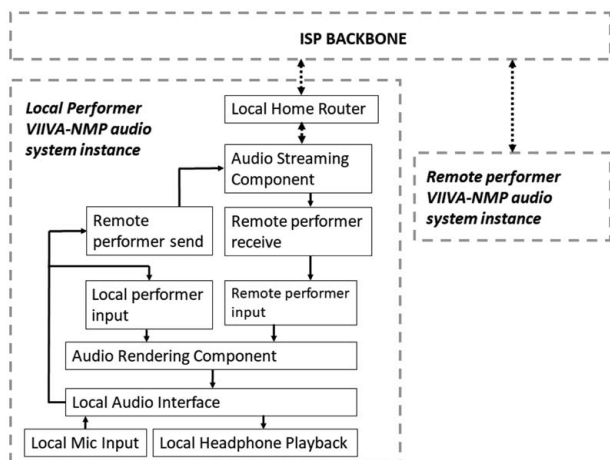 ISP BACKBONE
Local Performer
VIIVA-NMP audio
system instance
Local Home Router
Audio Streaming
Component
Remote performer
VIIVA-NMP audio
system instance
Remote
performer send
Remote performer
receive
Local performer
input
Remote performer
input
Audio Rendering Component
Local Audio Interface
Local Mic Input
Local Headphone Playback